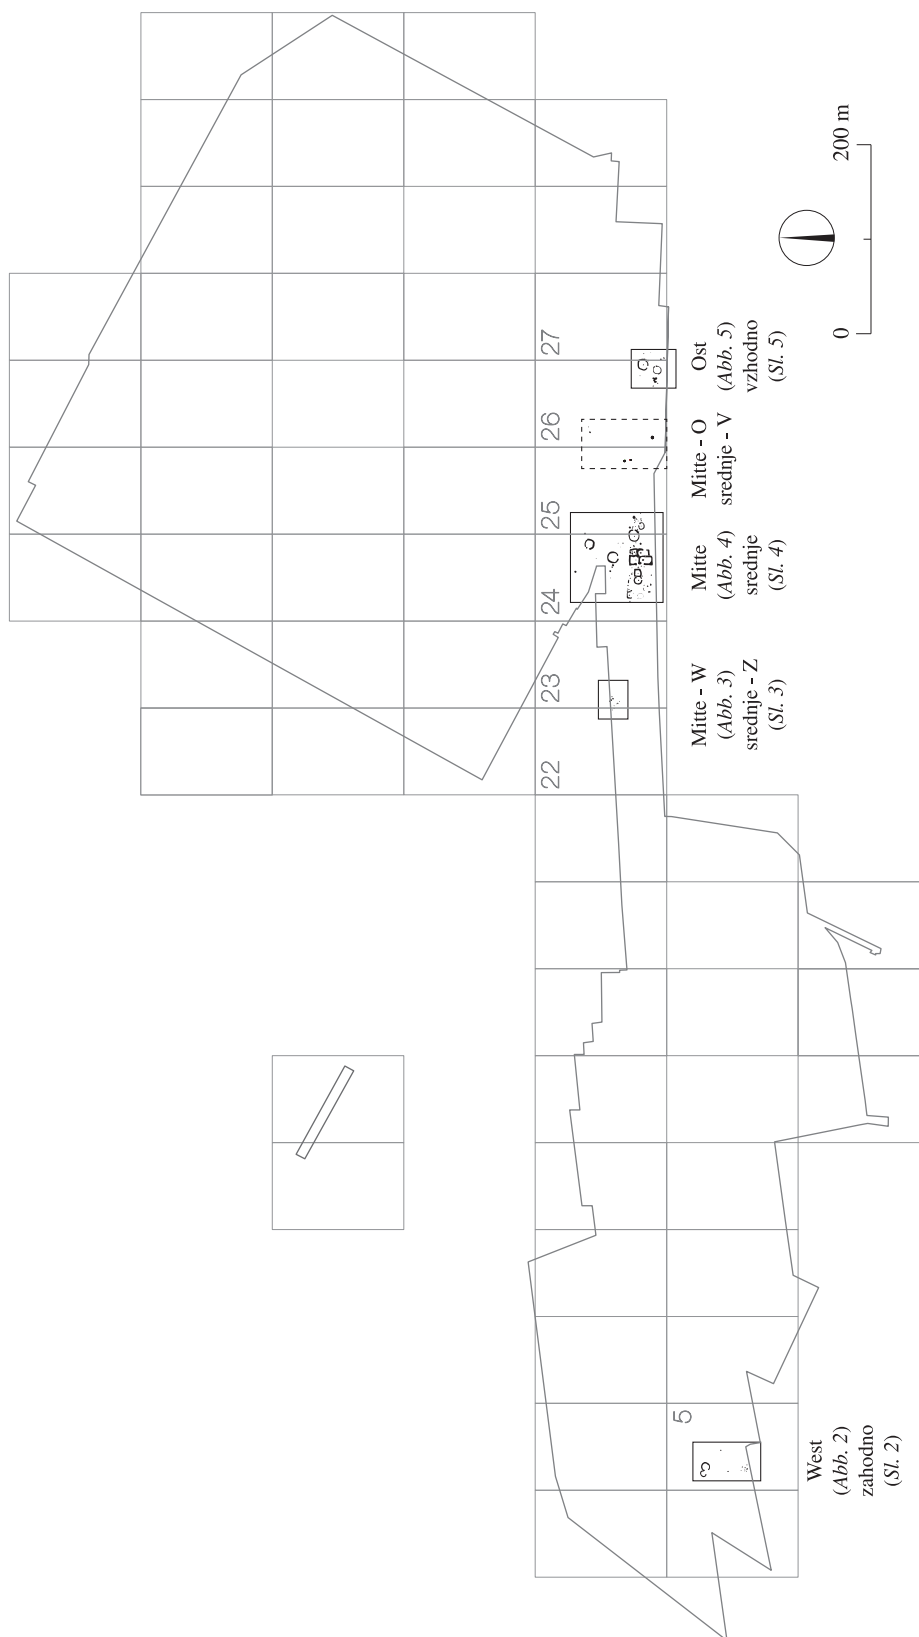 West
(Abb. 2)
zahodno
(Sl. 2)
Mitte - W
(Abb. 3)
srednje - Z
(Sl. 3)
Mitte
(Abb. 4)
srednje
(Sl. 4)
Mitte - O
srednje - V
Ost
(Abb. 5)
vzhodno
(Sl. 5)
5
22
23
24
25
26
27
0
200 m